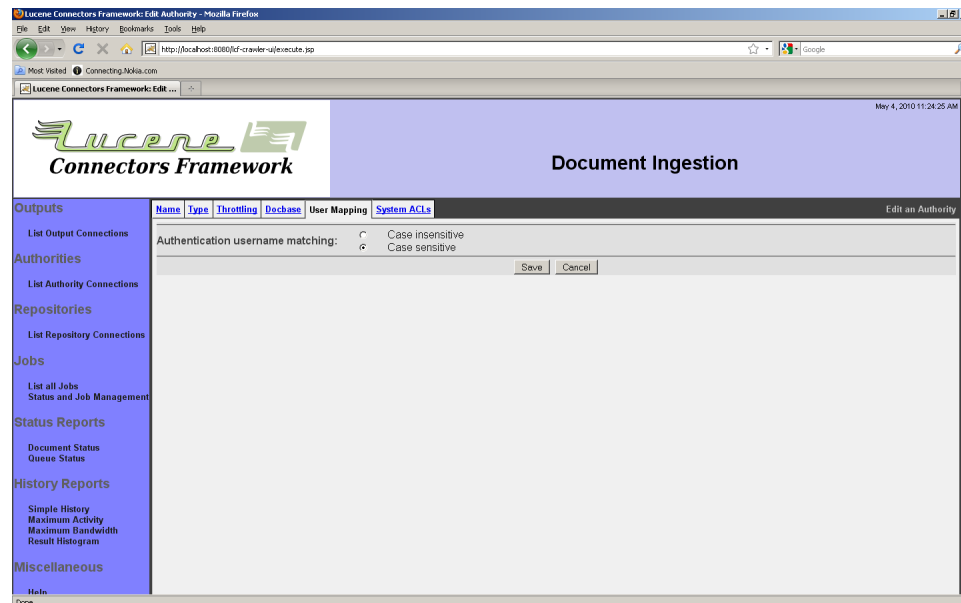 Lucene Connectors Framework: Edit Authority - Mozilla Firefox
File Edit View History Bookmarks Tools Help
http://localhost:8080/lcf-crawler-ui/execute.jsp
Google
Most Visited Connecting.Nokia.com
Lucene Connectors Framework: Edit ...
May 4, 2010 11:24:25 AM
Lucene
Connectors Framework
Document Ingestion
Outputs
List Output Connections
Authorities
List Authority Connections
Repositories
List Repository Connections
Jobs
List all Jobs
Status and Job Management
Status Reports
Document Status
Queue Status
History Reports
Simple History
Maximum Activity
Maximum Bandwidth
Result Histogram
Miscellaneous
Help
Name Type Throttling Docbase User Mapping System ACLs
Edit an Authority
Authentication username matching:
Case insensitive
Case sensitive
Save Cancel
Done